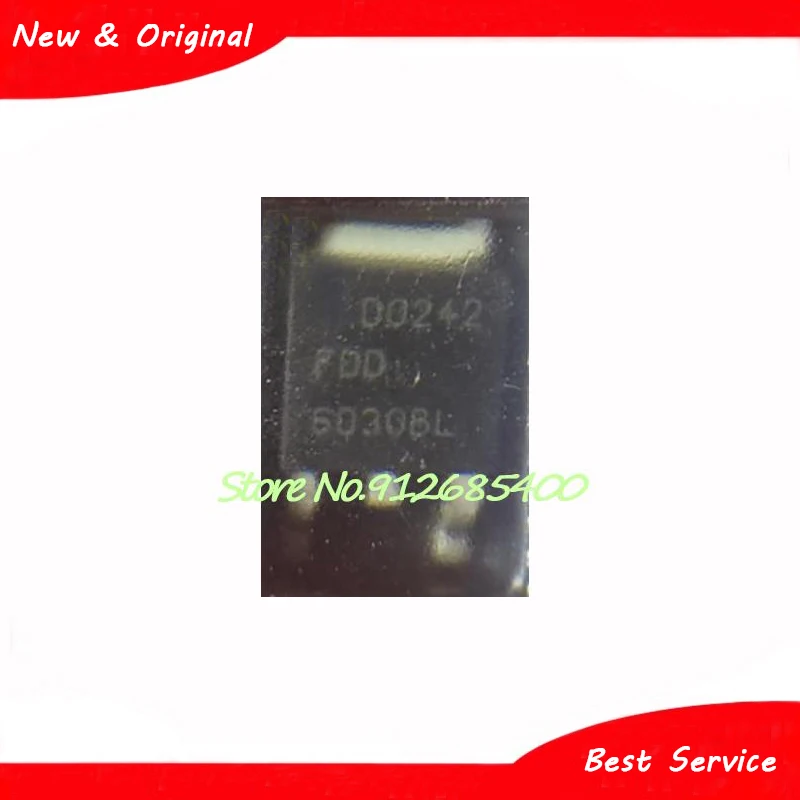 New & Original
D0242
FDD
6030BL
Store No.912685400
Best Service